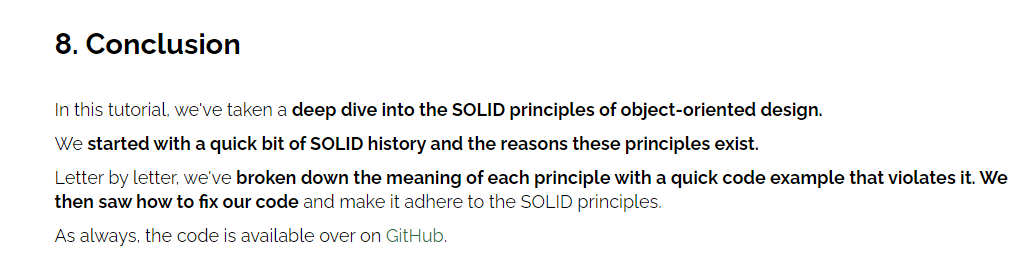 8. Conclusion
In this tutorial, we've taken a deep dive into the SOLID principles of object-oriented design.
We started with a quick bit of SOLID history and the reasons these principles exist.
Letter by letter, we've broken down the meaning of each principle with a quick code example that violates it. We
then saw how to fix our code and make it adhere to the SOLID principles.
As always, the code is available over on GitHub.